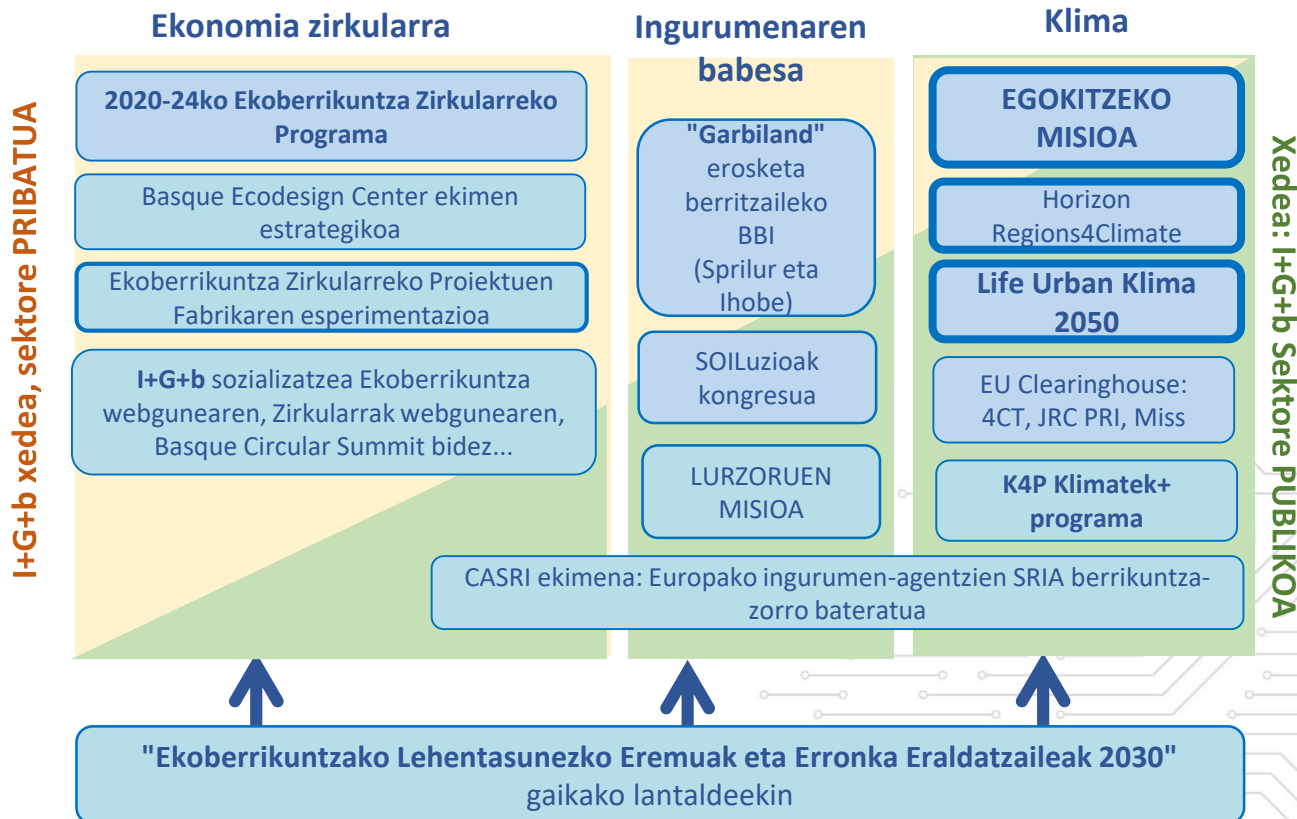 Ekonomia zirkularra
Ingurumenaren
babesa
Klima
I+G+b xedea, sektore PRIBATUA
2020-24ko Ekoberrikuntza Zirkularreko
Programa
Basque Ecodesign Center ekimen
estrategikoa
Ekoberrikuntza Zirkularreko Proiektuen
Fabrikaren esperimentazioa
I+G+b sozializatzea Ekoberrikuntza
webgunearen, Zirkularrak webgunearen,
Basque Circular Summit bidez...
"Garbiland"
erosketa
berritzaileko
BBI
(Sprilur eta
Ihobe)
SOILuzioak
kongresua
LURZORUEN
MISIOA
EGOKITZEKO
MISIOA
Horizon
Regions4Climate
Life Urban Klima
2050
EU Clearinghouse:
4CT, JRC PRI, Miss
K4P Klimatek+
programa
Xedea: I+G+b Sektore PUBLIKOA
CASRI ekimena: Europako ingurumen-agentzien SRIA berrikuntza-
zorro bateratua
"Ekoberrikuntzako Lehentasunezko Eremuak eta Erronka Eraldatzaileak 2030"
gaikako lantaldeekin